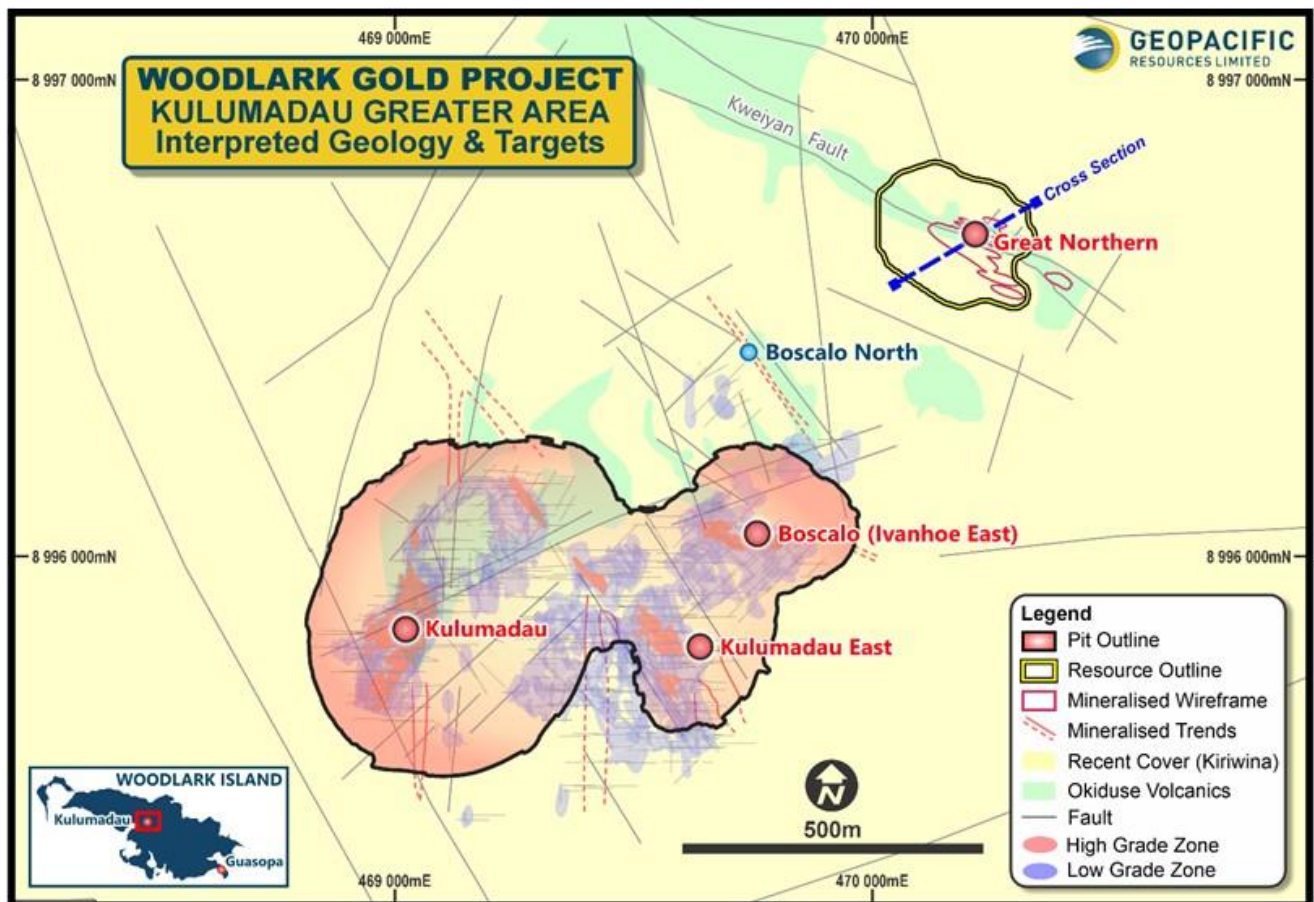 469 000mE
470 000mE
8 997 000mN
8 997 000mN
WOODLARK GOLD PROJECT
KULUMADAU GREATER AREA
Interpreted Geology & Targets
GEOPACIFIC
RESOURCES LIMITED
Kweiyan Fault
Cross Section
Great Northern
Boscalo North
8 996 000mN
Boscalo (Ivanhoe East)
8 996 000mN
Kulumadau
Kulumadau East
Legend
Pit Outline
Resource Outline
Mineralised Wireframe
Mineralised Trends
Recent Cover (Kiriwina)
Okiduse Volcanics
Fault
High Grade Zone
Low Grade Zone
WOODLARK ISLAND
Kulumadau
Guasopa
N
500m
469 000mE
470 000mE